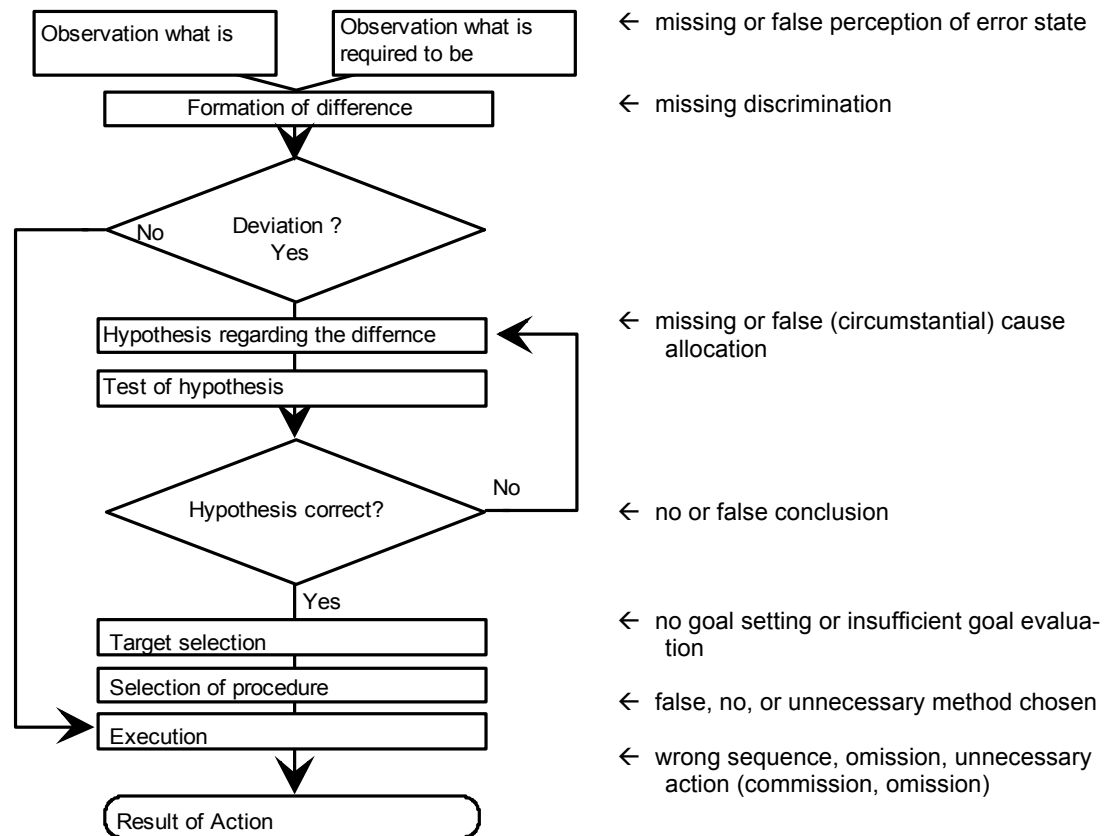 Observation what is
Observation what is
required to be
← missing or false perception of error state
Formation of difference
← missing discrimination
Deviation ?
No
Yes
Hypothesis regarding the differnce
← missing or false (circumstantial) cause
allocation
Test of hypothesis
Hypothesis correct?
No
← no or false conclusion
Yes
Target selection
← no goal setting or insufficient goal evalua-
tion
Selection of procedure
← false, no, or unnecessary method chosen
Execution
← wrong sequence, omission, unnecessary
action (commission, omission)
Result of Action